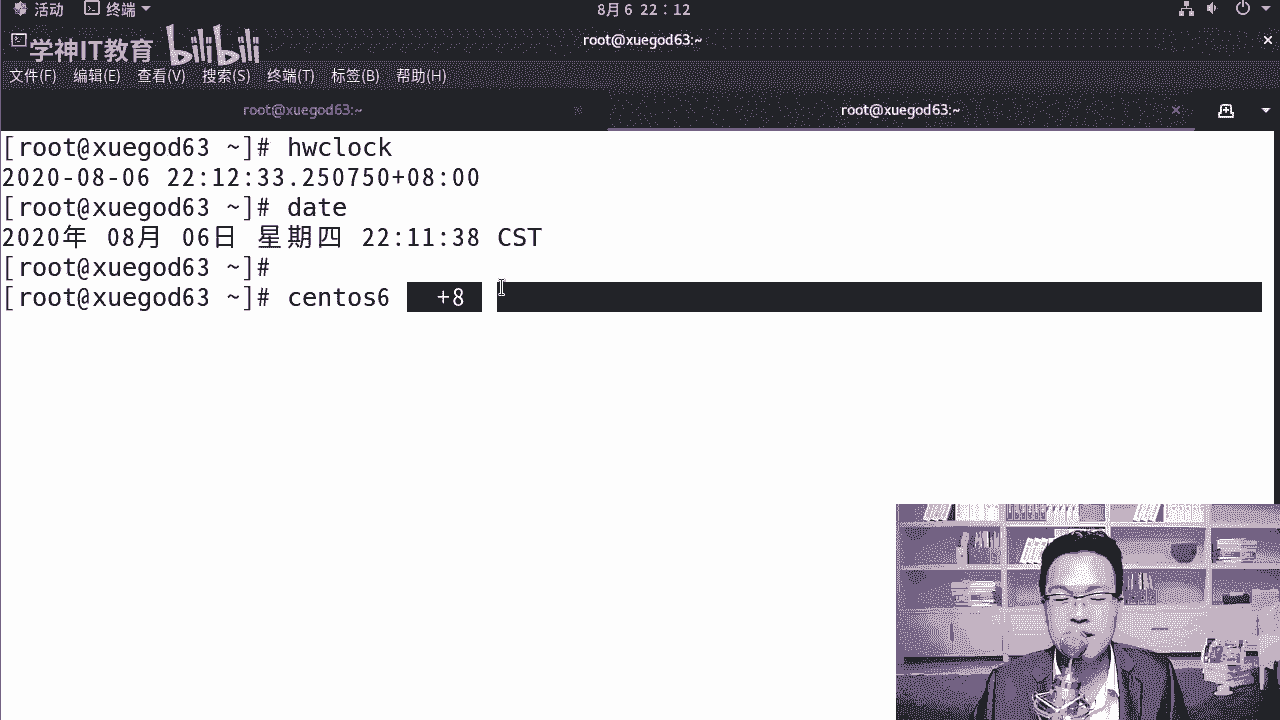 活动 终端 8月 6 22：12
root@xuegod63:~
学神IT教育 bilibili
文件(F) 编辑(E) 查看(V) 搜索(S) 终端(T) 标签(B) 帮助(H)
root@xuegod63:~ root@xuegod63:~
[root@xuegod63 ~]# hwclock
2020-08-06 22:12:33.250750+08:00
[root@xuegod63 ~]# date
2020年 08月 06日 星期四 22:11:38 CST
[root@xuegod63 ~]#
[root@xuegod63 ~]# centos6 +8